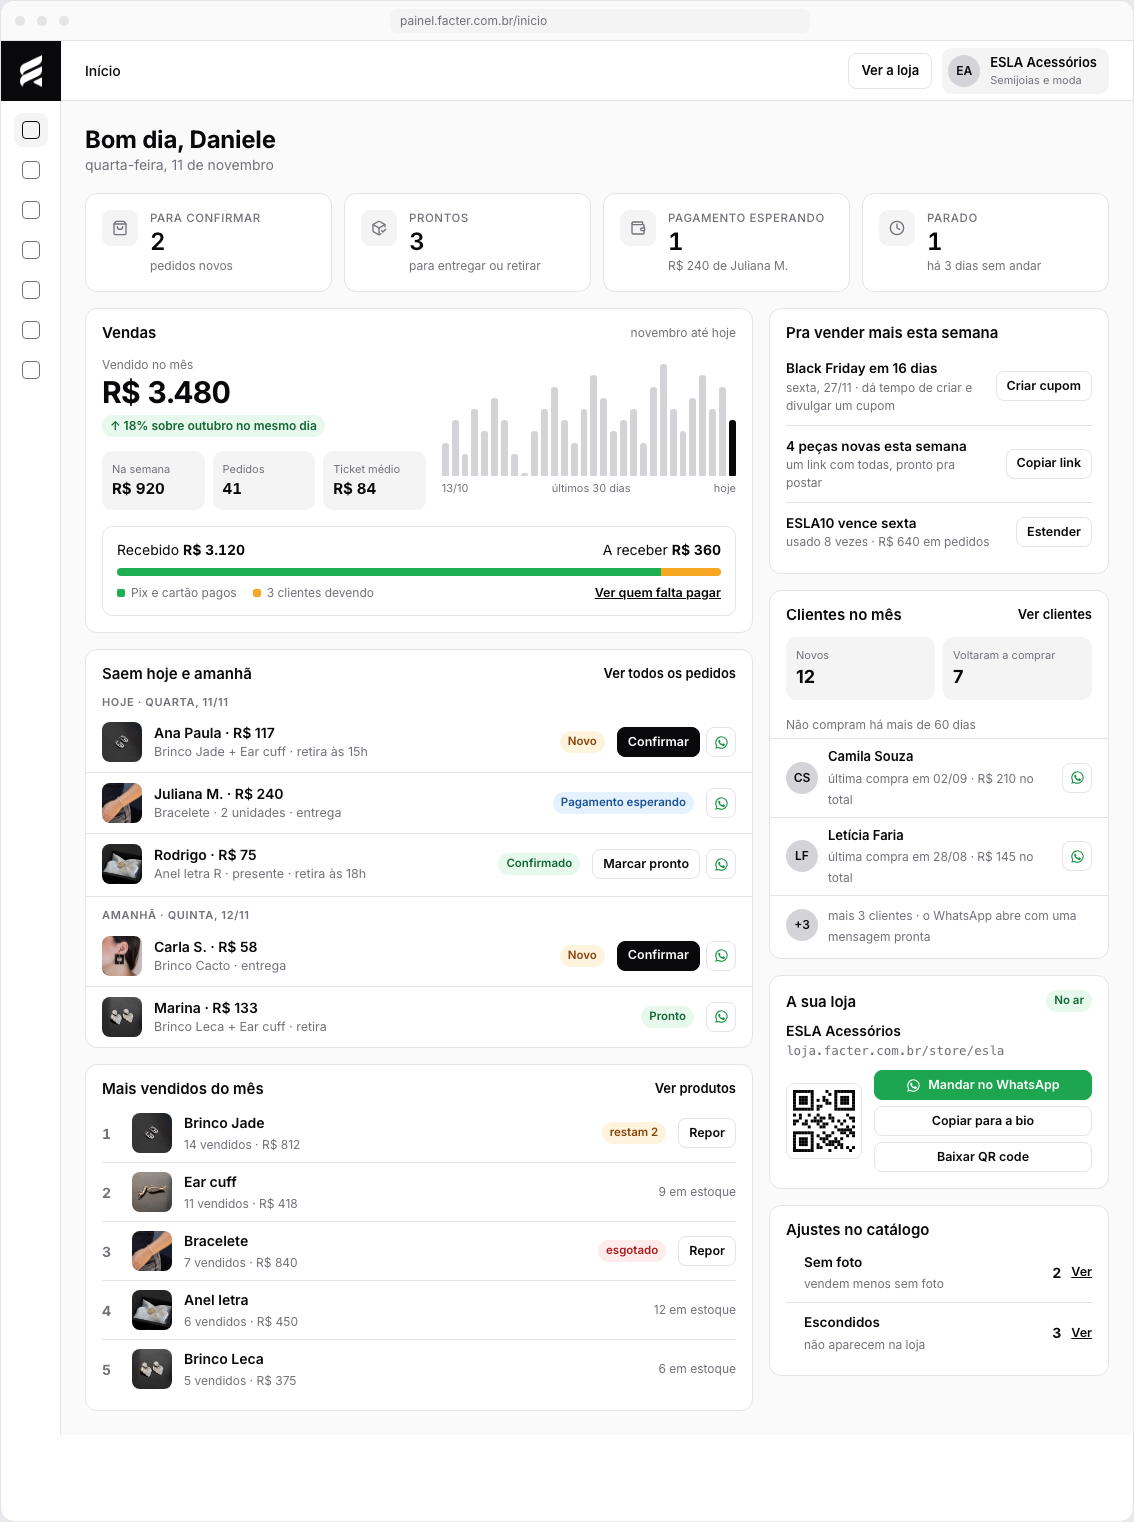 painel.facter.com.br/inicio
Início
Ver a loja
EA
ESLA Acessórios
Semijoias e moda
Bom dia, Daniele
quarta-feira, 11 de novembro
PARA CONFIRMAR
2
pedidos novos
PRONTOS
3
para entregar ou retirar
PAGAMENTO ESPERANDO
1
R$ 240 de Juliana M.
PARADO
1
há 3 dias sem andar
Vendas
novembro até hoje
Vendido no mês
R$ 3.480
↑ 18% sobre outubro no mesmo dia
Na semana
R$ 920
Pedidos
41
Ticket médio
R$ 84
13/10
últimos 30 dias
hoje
Recebido R$ 3.120
A receber R$ 360
Pix e cartão pagos
3 clientes devendo
Ver quem falta pagar
Saem hoje e amanhã
Ver todos os pedidos
HOJE · QUARTA, 11/11
Ana Paula · R$ 117
Brinco Jade + Ear cuff · retira às 15h
Novo
Confirmar
Juliana M. · R$ 240
Bracelete · 2 unidades · entrega
Pagamento esperando
Rodrigo · R$ 75
Anel letra R · presente · retira às 18h
Confirmado
Marcar pronto
AMANHÃ · QUINTA, 12/11
Carla S. · R$ 58
Brinco Cacto · entrega
Novo
Confirmar
Marina · R$ 133
Brinco Leca + Ear cuff · retira
Pronto
Mais vendidos do mês
Ver produtos
1
Brinco Jade
14 vendidos · R$ 812
restam 2
Repor
2
Ear cuff
11 vendidos · R$ 418
9 em estoque
3
Bracelete
7 vendidos · R$ 840
esgotado
Repor
4
Anel letra
6 vendidos · R$ 450
12 em estoque
5
Brinco Leca
5 vendidos · R$ 375
6 em estoque
Pra vender mais esta semana
Black Friday em 16 dias
sexta, 27/11 · dá tempo de criar e
divulgar um cupom
Criar cupom
4 peças novas esta semana
um link com todas, pronto pra
postar
Copiar link
ESLA10 vence sexta
usado 8 vezes · R$ 640 em pedidos
Estender
Clientes no mês
Ver clientes
Novos
12
Voltaram a comprar
7
Não compram há mais de 60 dias
CS
Camila Souza
última compra em 02/09 · R$ 210 no
total
LF
Letícia Faria
última compra em 28/08 · R$ 145 no
total
+3
mais 3 clientes · o WhatsApp abre com uma
mensagem pronta
A sua loja
No ar
ESLA Acessórios
loja.facter.com.br/store/esla
Mandar no WhatsApp
Copiar para a bio
Baixar QR code
Ajustes no catálogo
Sem foto
vendem menos sem foto
2
Ver
Escondidos
não aparecem na loja
3
Ver